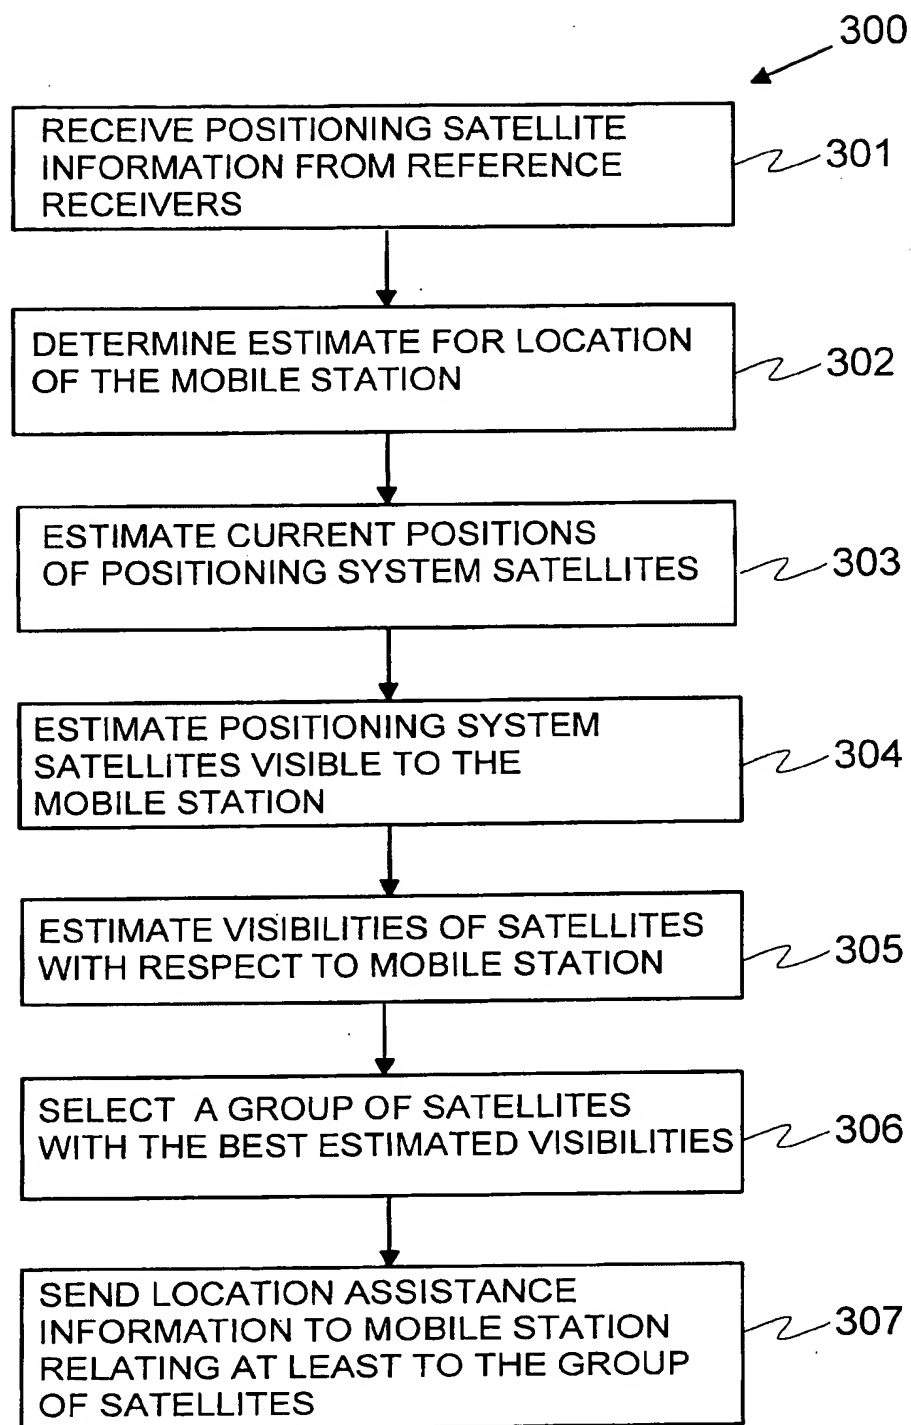 300
RECEIVE POSITIONING SATELLITE
INFORMATION FROM REFERENCE
RECEIVERS
301
DETERMINE ESTIMATE FOR LOCATION
OF THE MOBILE STATION
302
ESTIMATE CURRENT POSITIONS
OF POSITIONING SYSTEM SATELLITES
303
ESTIMATE POSITIONING SYSTEM
SATELLITES VISIBLE TO THE
MOBILE STATION
304
ESTIMATE VISIBILITIES OF SATELLITES
WITH RESPECT TO MOBILE STATION
305
SELECT A GROUP OF SATELLITES
WITH THE BEST ESTIMATED VISIBILITIES
306
SEND LOCATION ASSISTANCE
INFORMATION TO MOBILE STATION
RELATING AT LEAST TO THE GROUP
OF SATELLITES
307